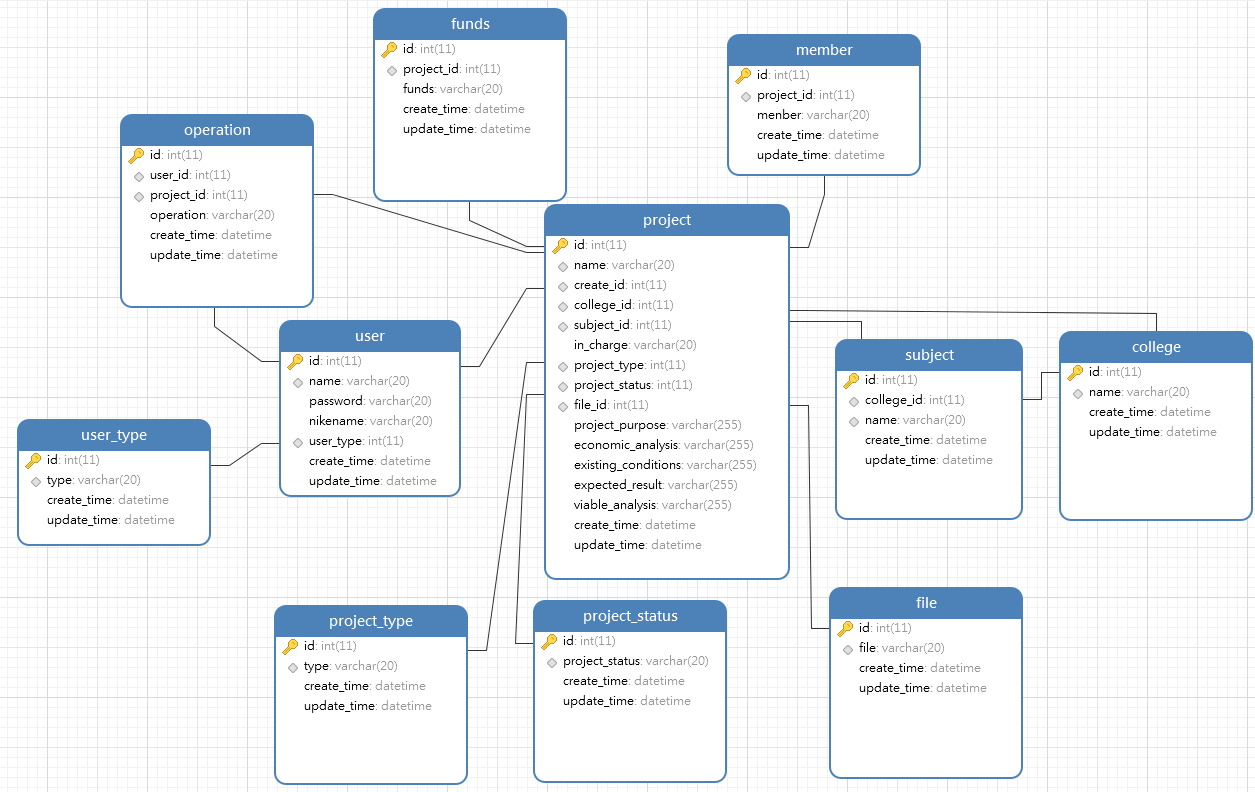 funds
id: int(11)
project_id: int(11)
funds: varchar(20)
create_time: datetime
update_time: datetime
member
id: int(11)
project_id: int(11)
menber: varchar(20)
create_time: datetime
update_time: datetime
operation
id: int(11)
user_id: int(11)
project_id: int(11)
operation: varchar(20)
create_time: datetime
update_time: datetime
project
id: int(11)
name: varchar(20)
create_id: int(11)
college_id: int(11)
subject_id: int(11)
in_charge: varchar(20)
project_type: int(11)
project_status: int(11)
file_id: int(11)
project_purpose: varchar(255)
economic_analysis: varchar(255)
existing_conditions: varchar(255)
expected_result: varchar(255)
viable_analysis: varchar(255)
create_time: datetime
update_time: datetime
user
id: int(11)
name: varchar(20)
password: varchar(20)
nikename: varchar(20)
user_type: int(11)
create_time: datetime
update_time: datetime
subject
id: int(11)
college_id: int(11)
name: varchar(20)
create_time: datetime
update_time: datetime
college
id: int(11)
name: varchar(20)
create_time: datetime
update_time: datetime
user_type
id: int(11)
type: varchar(20)
create_time: datetime
update_time: datetime
project_type
id: int(11)
type: varchar(20)
create_time: datetime
update_time: datetime
project_status
id: int(11)
project_status: varchar(20)
create_time: datetime
update_time: datetime
file
id: int(11)
file: varchar(20)
create_time: datetime
update_time: datetime